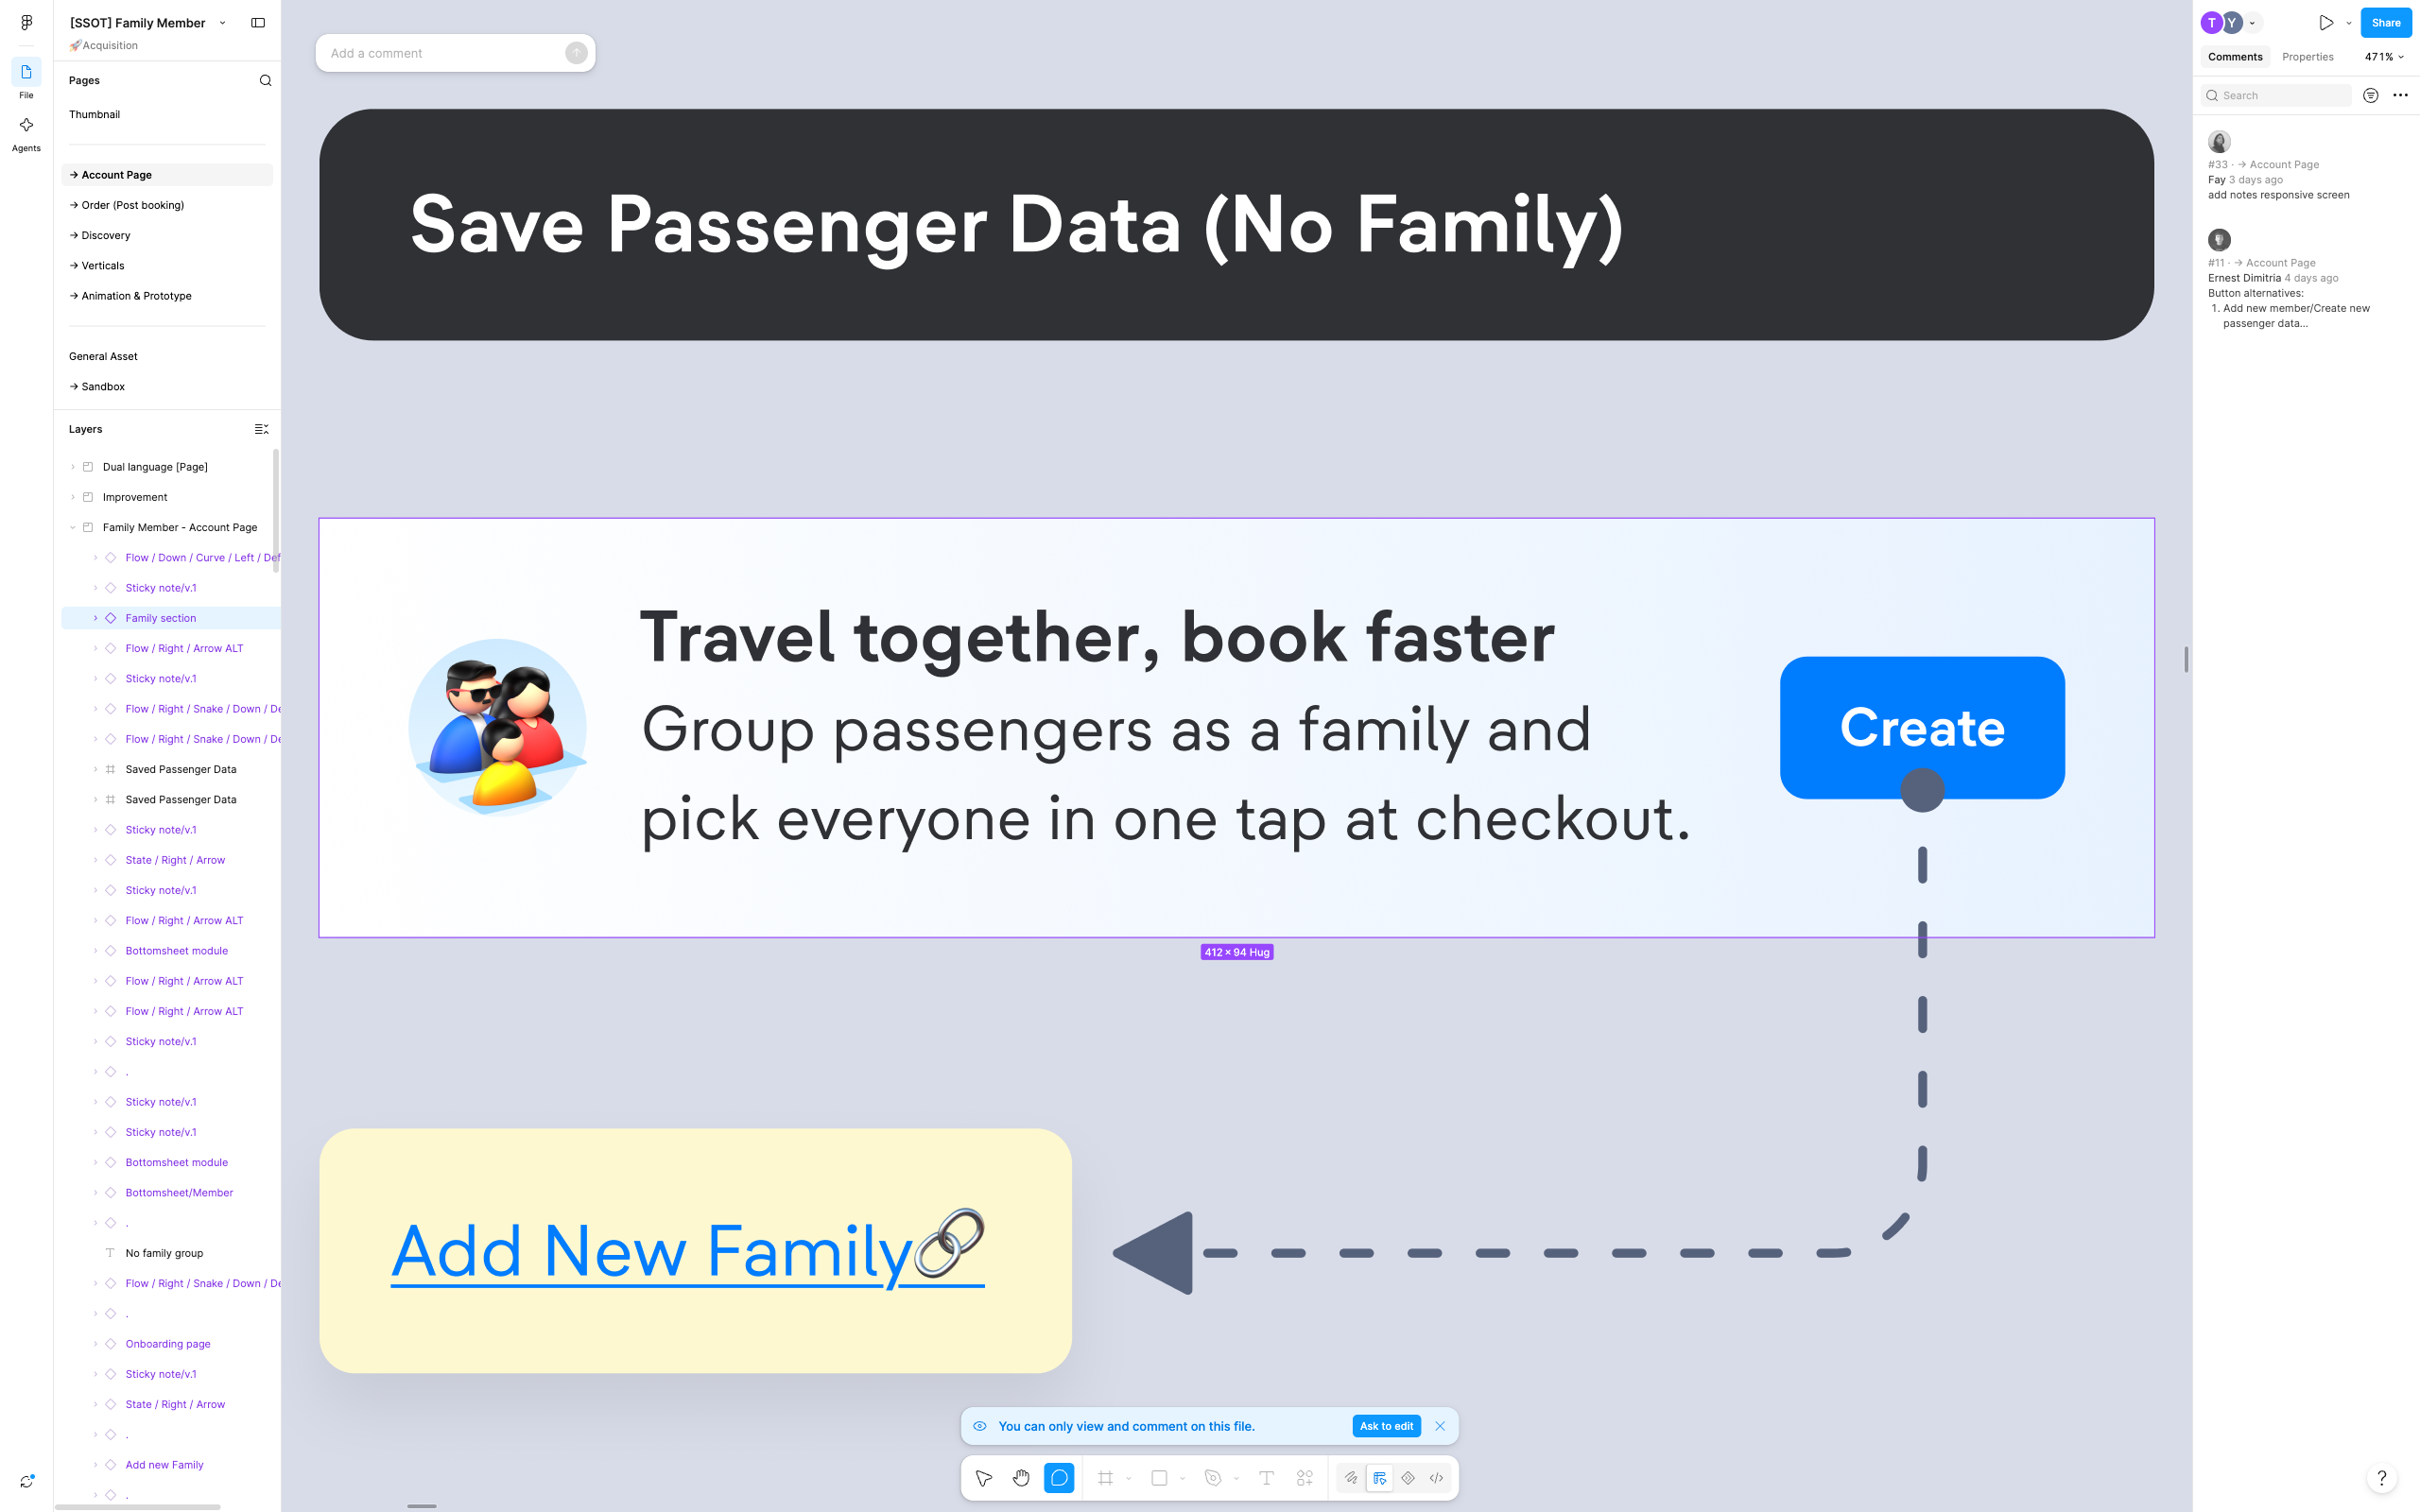 [SSOT] Family Member
🚀Acquisition
File
Agents
Pages
Thumbnail
→ Account Page
→ Order (Post booking)
→ Discovery
→ Verticals
→ Animation & Prototype
General Asset
→ Sandbox
Layers
Dual language [Page]
Improvement
Family Member - Account Page
Flow / Down / Curve / Left / Def
Sticky note/v.1
Family section
Flow / Right / Arrow ALT
Sticky note/v.1
Flow / Right / Snake / Down / De
Flow / Right / Snake / Down / De
Saved Passenger Data
Saved Passenger Data
Sticky note/v.1
State / Right / Arrow
Sticky note/v.1
Flow / Right / Arrow ALT
Bottomsheet module
Flow / Right / Arrow ALT
Flow / Right / Arrow ALT
Sticky note/v.1
.
Sticky note/v.1
Sticky note/v.1
Bottomsheet module
Bottomsheet/Member
.
No family group
Flow / Right / Snake / Down / De
.
Onboarding page
Sticky note/v.1
State / Right / Arrow
.
Add new Family
.
Add a comment
Save Passenger Data (No Family)
Travel together, book faster
Group passengers as a family and
pick everyone in one tap at checkout.
Create
412 × 94 Hug
Add New Family🔗
You can only view and comment on this file.
Ask to edit
T Y
Share
Comments
Properties
471%
Search
#33 · → Account Page
Fay 3 days ago
add notes responsive screen
#11 · → Account Page
Ernest Dimitria 4 days ago
Button alternatives:
1. Add new member/Create new
passenger data...
?